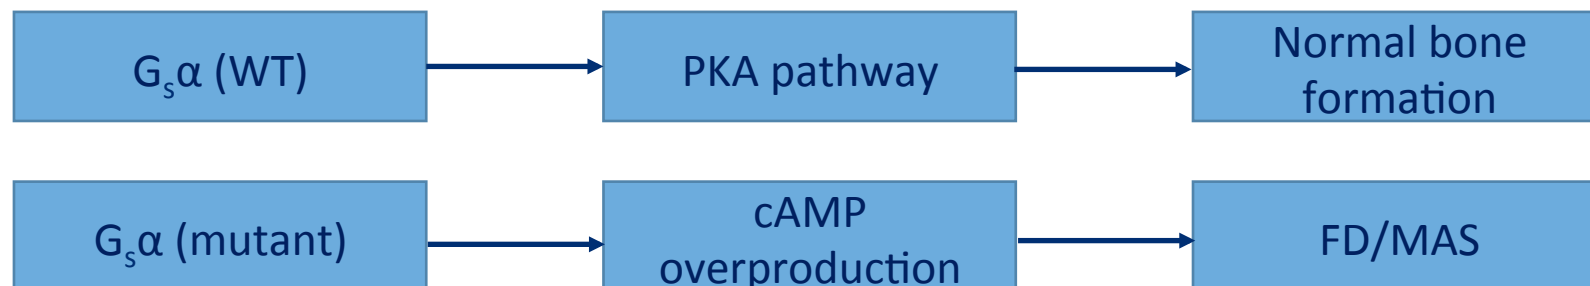 Gₛα (WT)
PKA pathway
Normal bone
formation
Gₛα (mutant)
cAMP
overproduction
FD/MAS